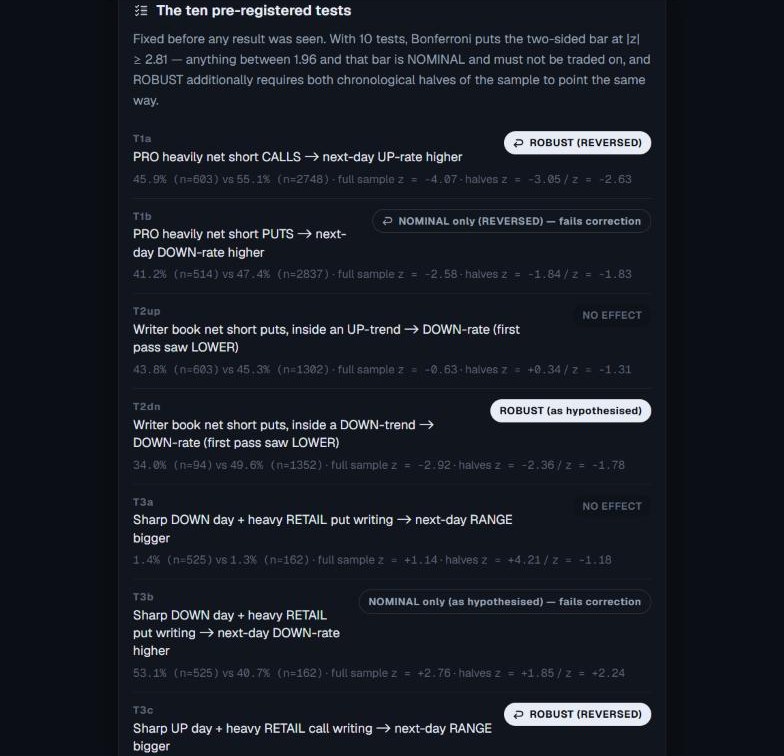 The ten pre-registered tests
Fixed before any result was seen. With 10 tests, Bonferroni puts the two-sided bar at |z|
≥ 2.81 — anything between 1.96 and that bar is NOMINAL and must not be traded on, and
ROBUST additionally requires both chronological halves of the sample to point the same
way.
T1a
ROBUST (REVERSED)
PRO heavily net short CALLS → next-day UP-rate higher
45.9% (n=603) vs 55.1% (n=2748) · full sample z = -4.07 · halves z = -3.05 / z = -2.63
T1b
NOMINAL only (REVERSED) — fails correction
PRO heavily net short PUTS → next-
day DOWN-rate higher
41.2% (n=514) vs 47.4% (n=2837) · full sample z = -2.58 · halves z = -1.84 / z = -1.83
T2up
NO EFFECT
Writer book net short puts, inside an UP-trend → DOWN-rate (first
pass saw LOWER)
43.8% (n=603) vs 45.3% (n=1302) · full sample z = -0.63 · halves z = +0.34 / z = -1.31
T2dn
ROBUST (as hypothesised)
Writer book net short puts, inside a DOWN-trend →
DOWN-rate (first pass saw LOWER)
34.0% (n=94) vs 49.6% (n=1352) · full sample z = -2.92 · halves z = -2.36 / z = -1.78
T3a
NO EFFECT
Sharp DOWN day + heavy RETAIL put writing → next-day RANGE
bigger
1.4% (n=525) vs 1.3% (n=162) · full sample z = +1.14 · halves z = +4.21 / z = -1.18
T3b
NOMINAL only (as hypothesised) — fails correction
Sharp DOWN day + heavy RETAIL
put writing → next-day DOWN-rate
higher
53.1% (n=525) vs 40.7% (n=162) · full sample z = +2.76 · halves z = +1.85 / z = +2.24
T3c
ROBUST (REVERSED)
Sharp UP day + heavy RETAIL call writing → next-day RANGE
bigger